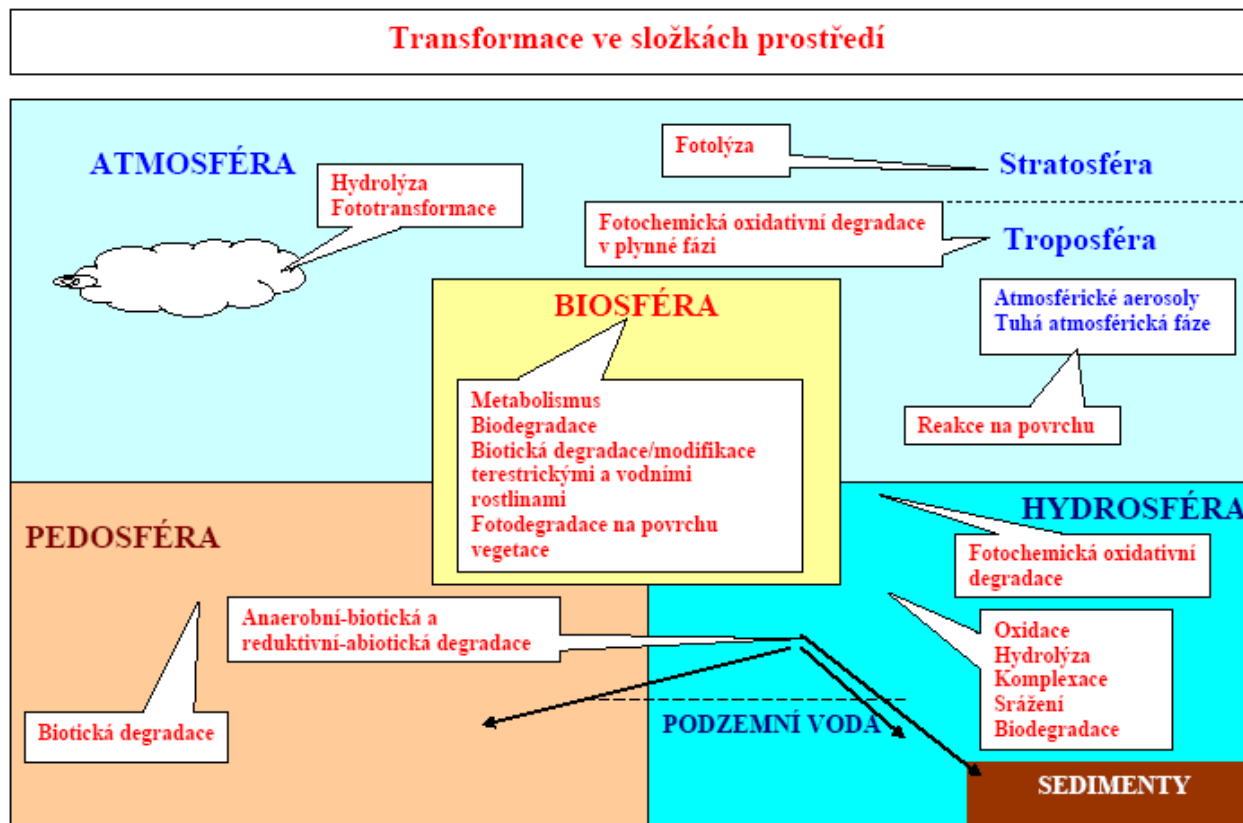 Transformace ve složkách prostředí
ATMOSFÉRA
Hydrolýza
Fototransformace
Fotolýza
Stratosféra
Fotochemická oxidativní degradace
v plynné fázi
Troposféra
Atmosférické aerosoly
Tuhá atmosférická fáze
Reakce na povrchu
BIOSFÉRA
Metabolismus
Biodegradace
Biotická degradace/modifikace
terestrickými a vodními
rostlinami
Fotodegradace na povrchu
vegetace
PEDOSFÉRA
Anaerobní-biotická a
reduktivní-abiotická degradace
Biotická degradace
HYDROSFÉRA
Fotochemická oxidativní
degradace
Oxidace
Hydrolýza
Komplexace
Srážení
Biodegradace
PODZEMNÍ VODA
SEDIMENTY